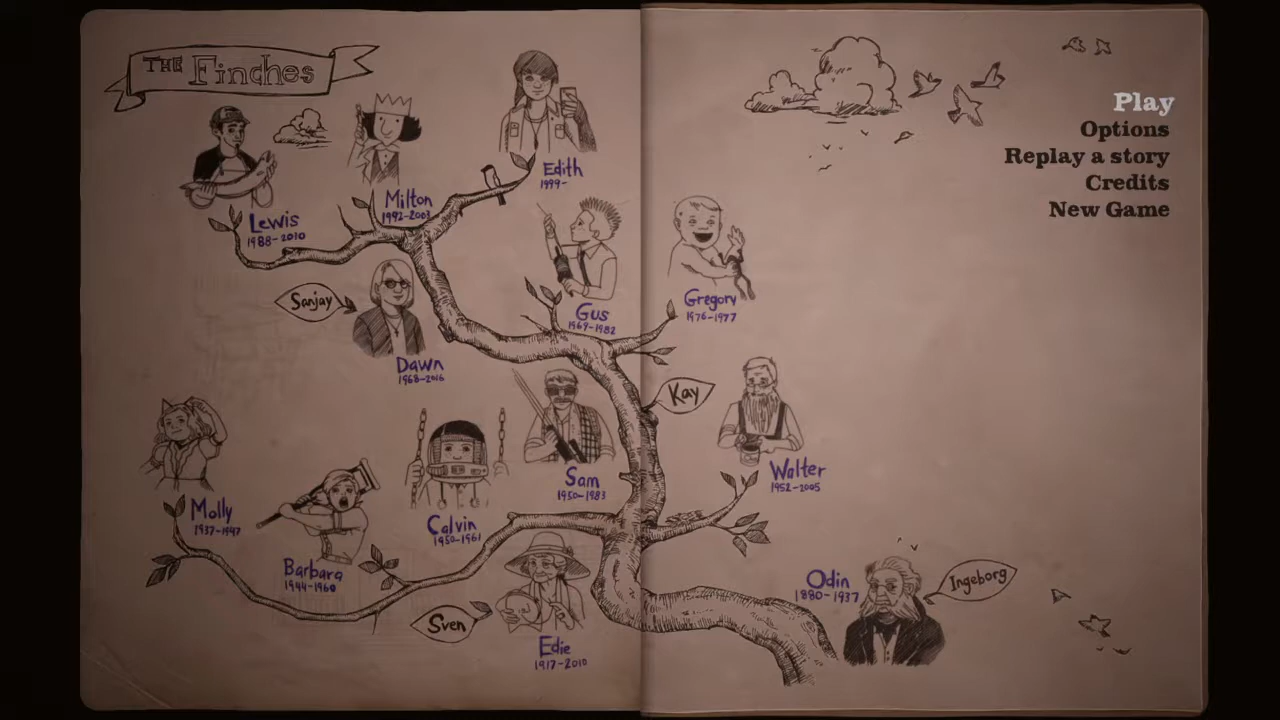 THE Finches
Play
Options
Replay a story
Credits
New Game
Edith
1999-
Milton
1992-2003
Lewis
1988-2010
Sanjay
Dawn
1968-2016
Gus
1969-1982
Gregory
1976-1977
Kay
Sam
1950-1983
Walter
1952-2005
Molly
1937-1947
Barbara
1944-1960
Calvin
1950-1961
Sven
Edie
1917-2010
Odin
1880-1937
Ingeborg